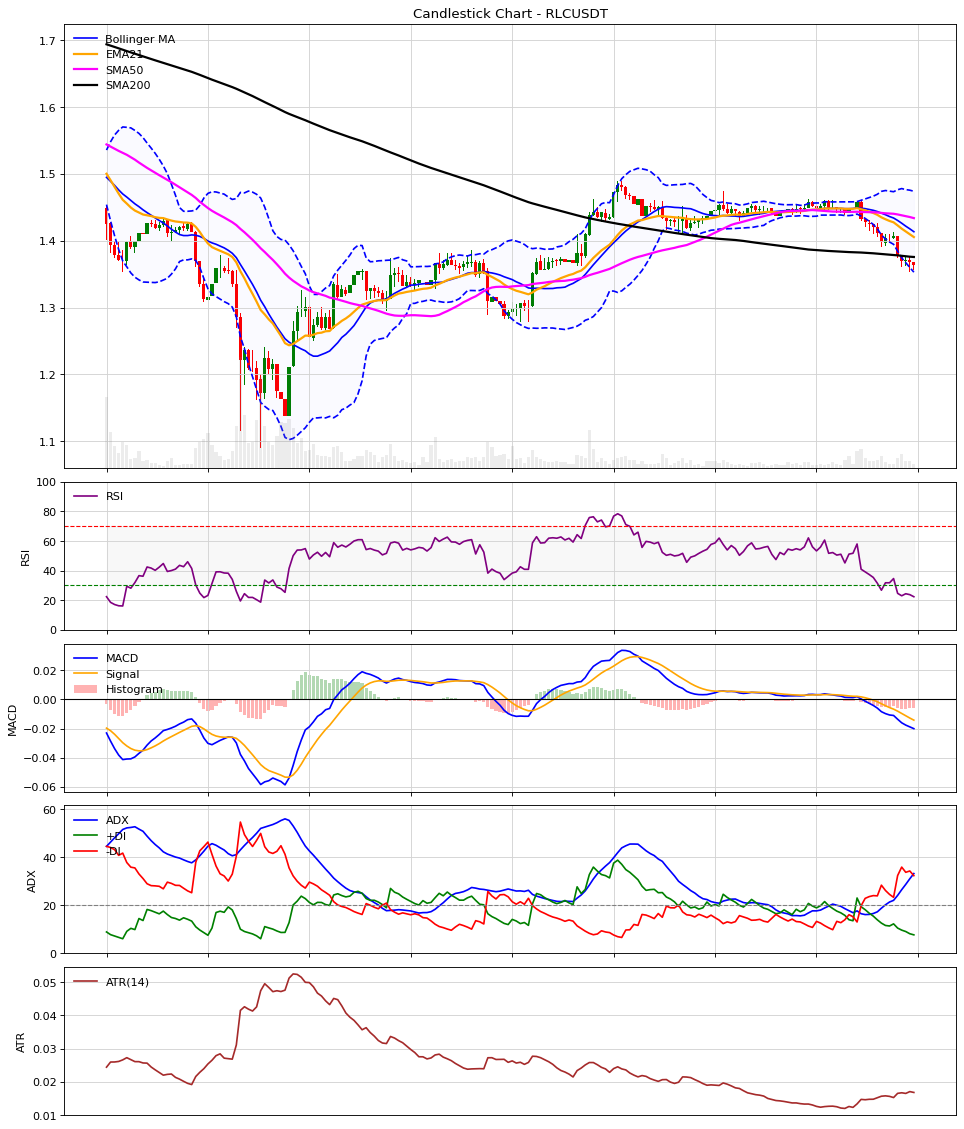 Candlestick Chart - RLCUSDT
Bollinger MA
EMA21
SMA50
SMA200
1.7
1.6
1.5
1.4
1.3
1.2
1.1
RSI
RSI
100
80
60
40
20
0
MACD
Signal
Histogram
MACD
0.02
0.00
−0.02
−0.04
−0.06
ADX
+DI
-DI
ADX
60
40
20
0
ATR(14)
ATR
0.05
0.04
0.03
0.02
0.01